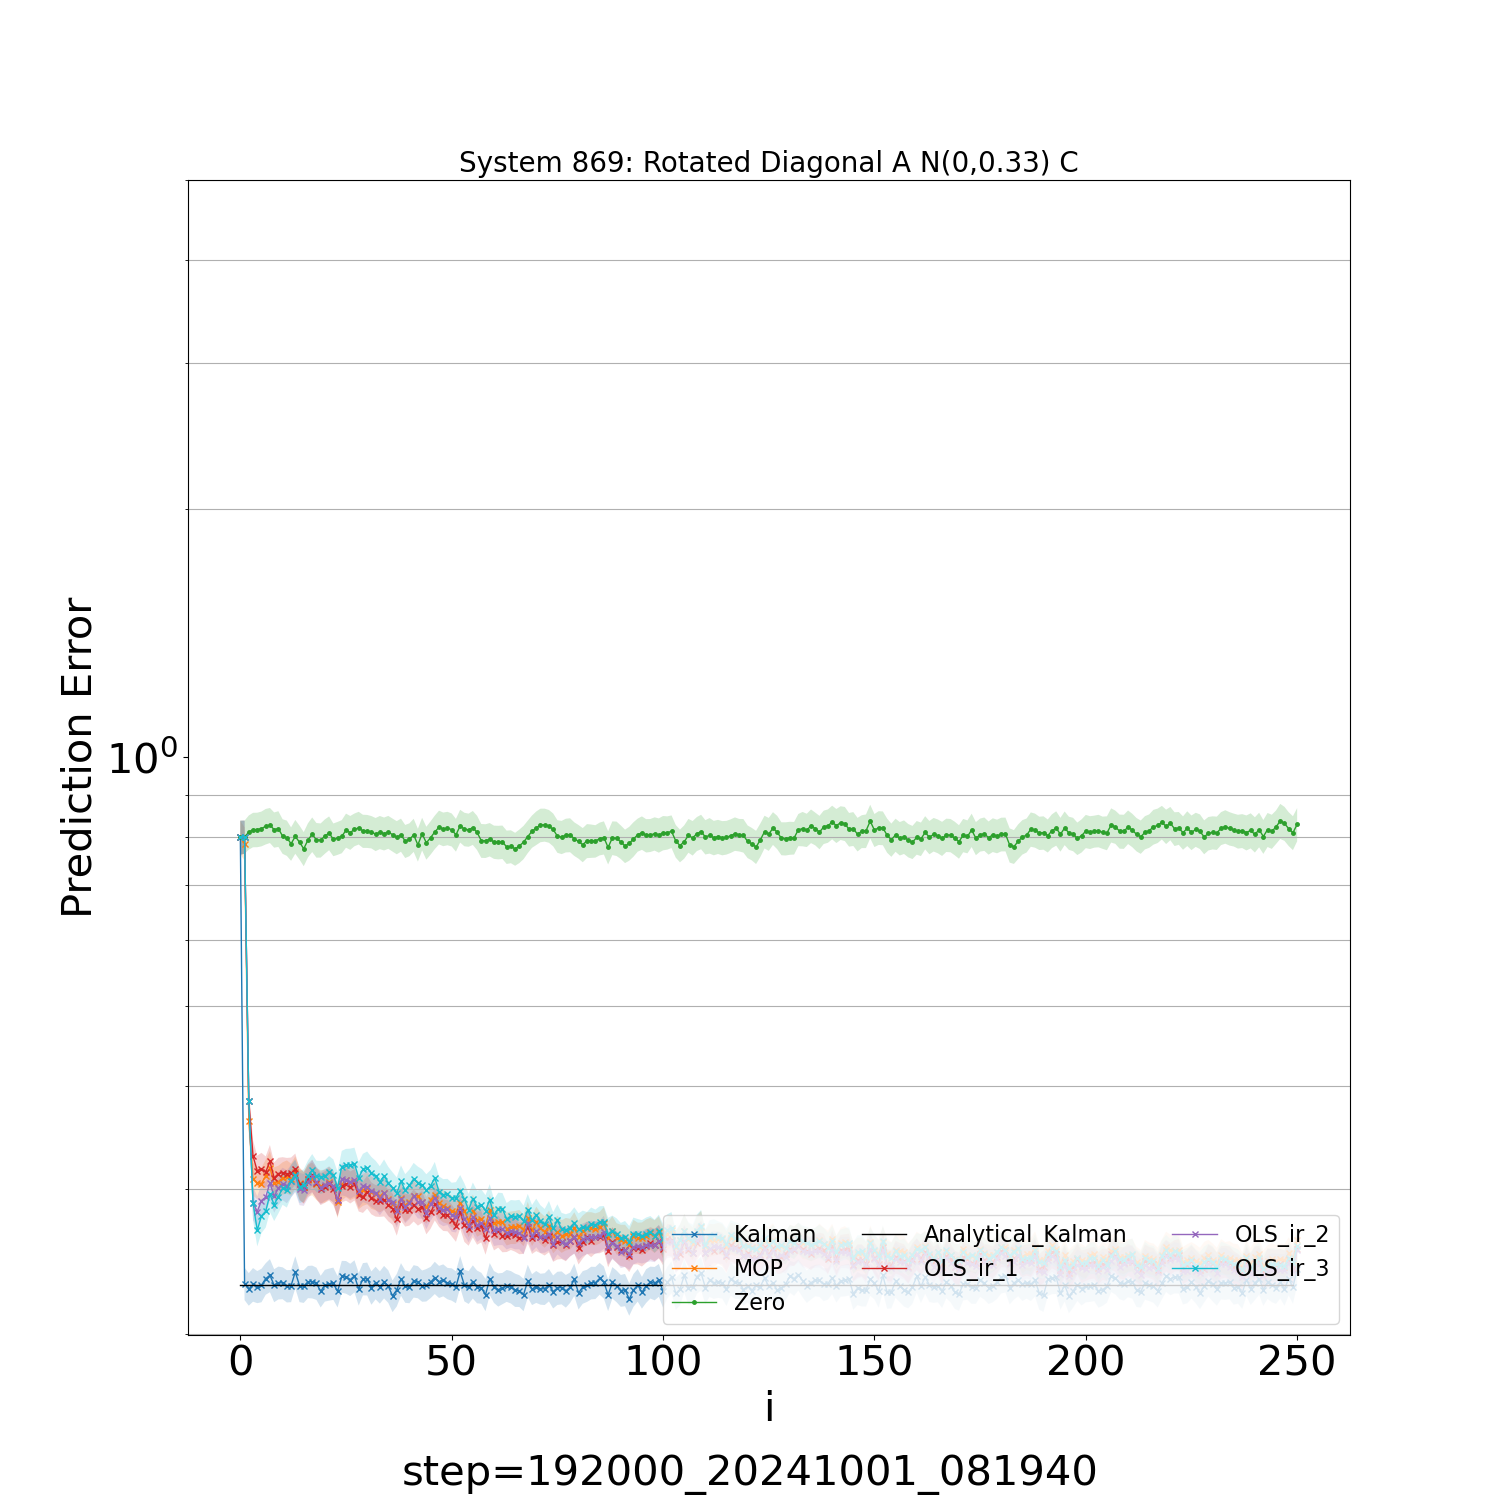 System 869: Rotated Diagonal A N(0,0.33) C
Prediction Error
10⁰
Kalman
MOP
Zero
Analytical_Kalman
OLS_ir_1
OLS_ir_2
OLS_ir_3
0 50 100 150 200 250
i
step=192000_20241001_081940